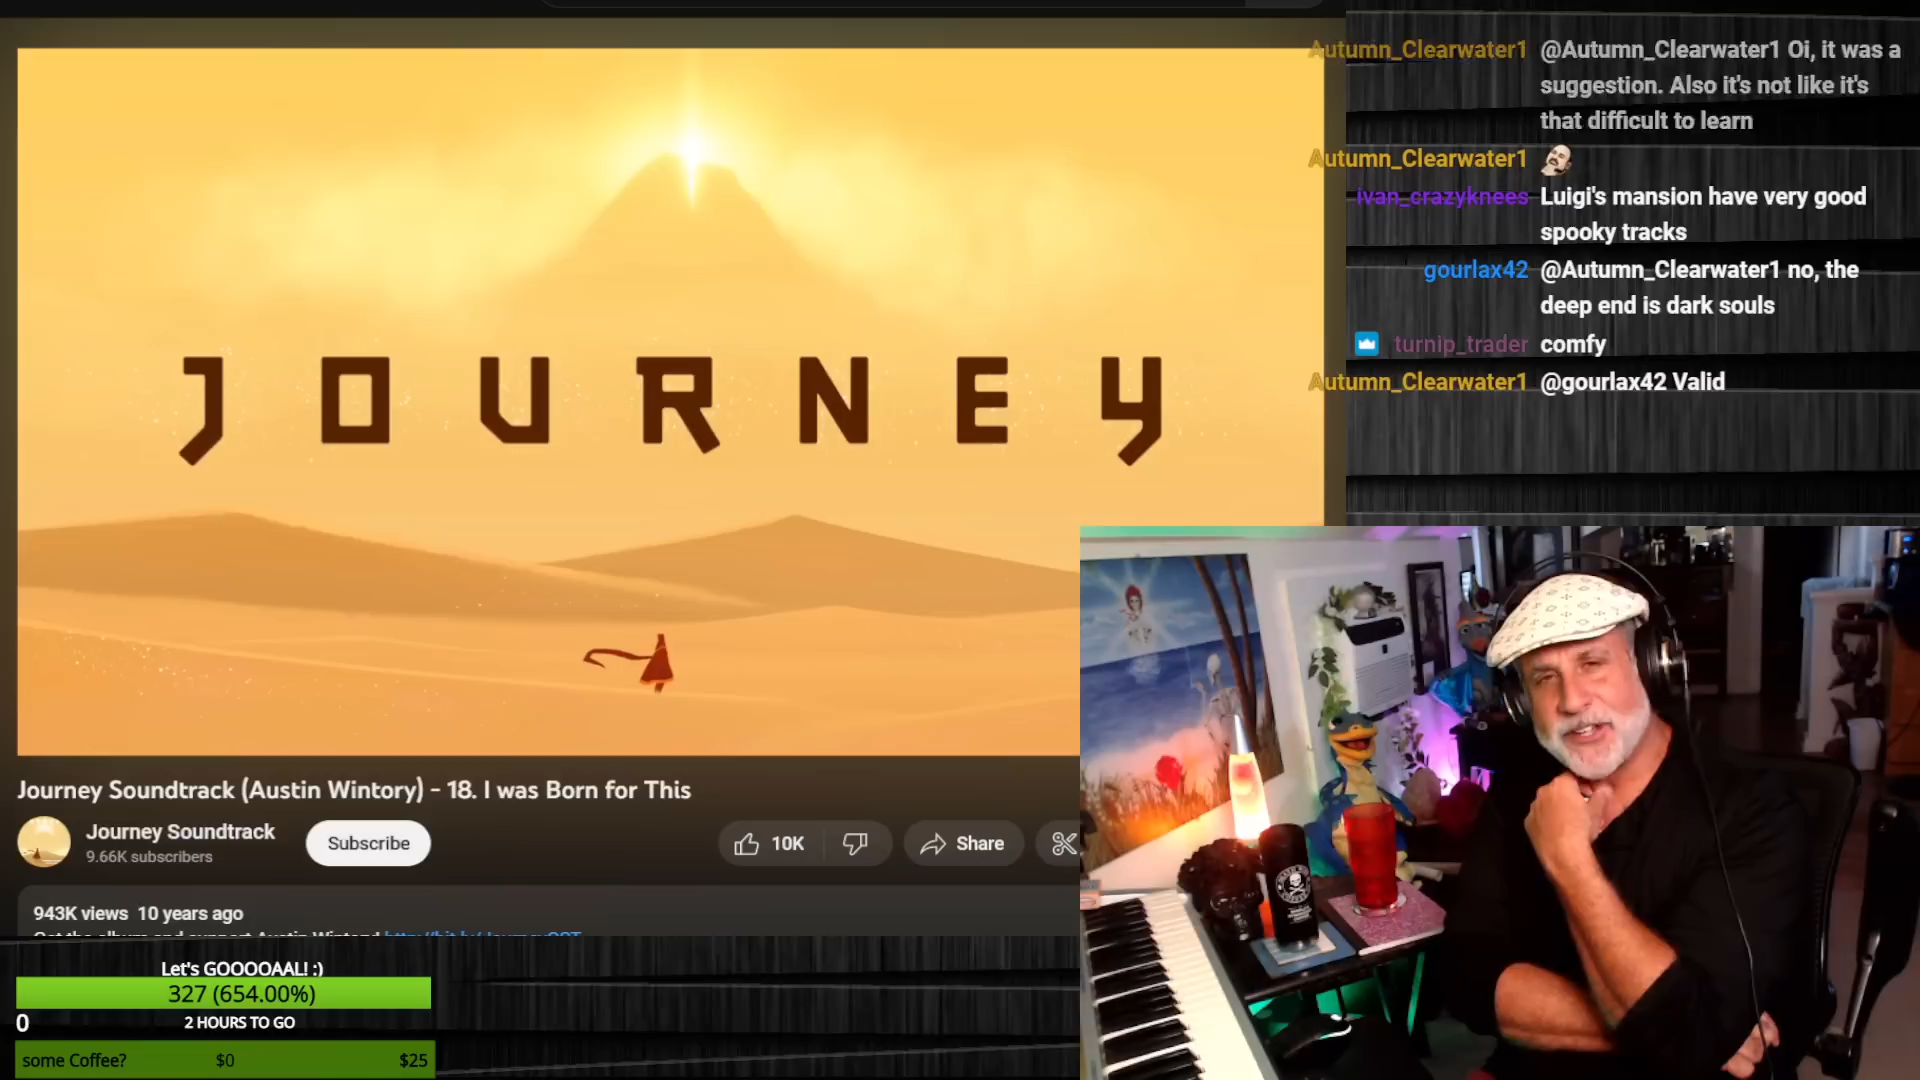 JOURNEY
Journey Soundtrack (Austin Wintory) - 18. I was Born for This
Journey Soundtrack
9.66K subscribers
Subscribe
10K
Share
943K views 10 years ago
Let's GOOOOAAL! :)
327 (654.00%)
0
2 HOURS TO GO
some Coffee? $0 $25
Autumn_Clearwater1 @Autumn_Clearwater1 Oi, it was a
suggestion. Also it's not like it's
that difficult to learn
Autumn_Clearwater1
ivan_crazyknees Luigi's mansion have very good
spooky tracks
gourlax42 @Autumn_Clearwater1 no, the
deep end is dark souls
turnip_trader comfy
Autumn_Clearwater1 @gourlax42 Valid